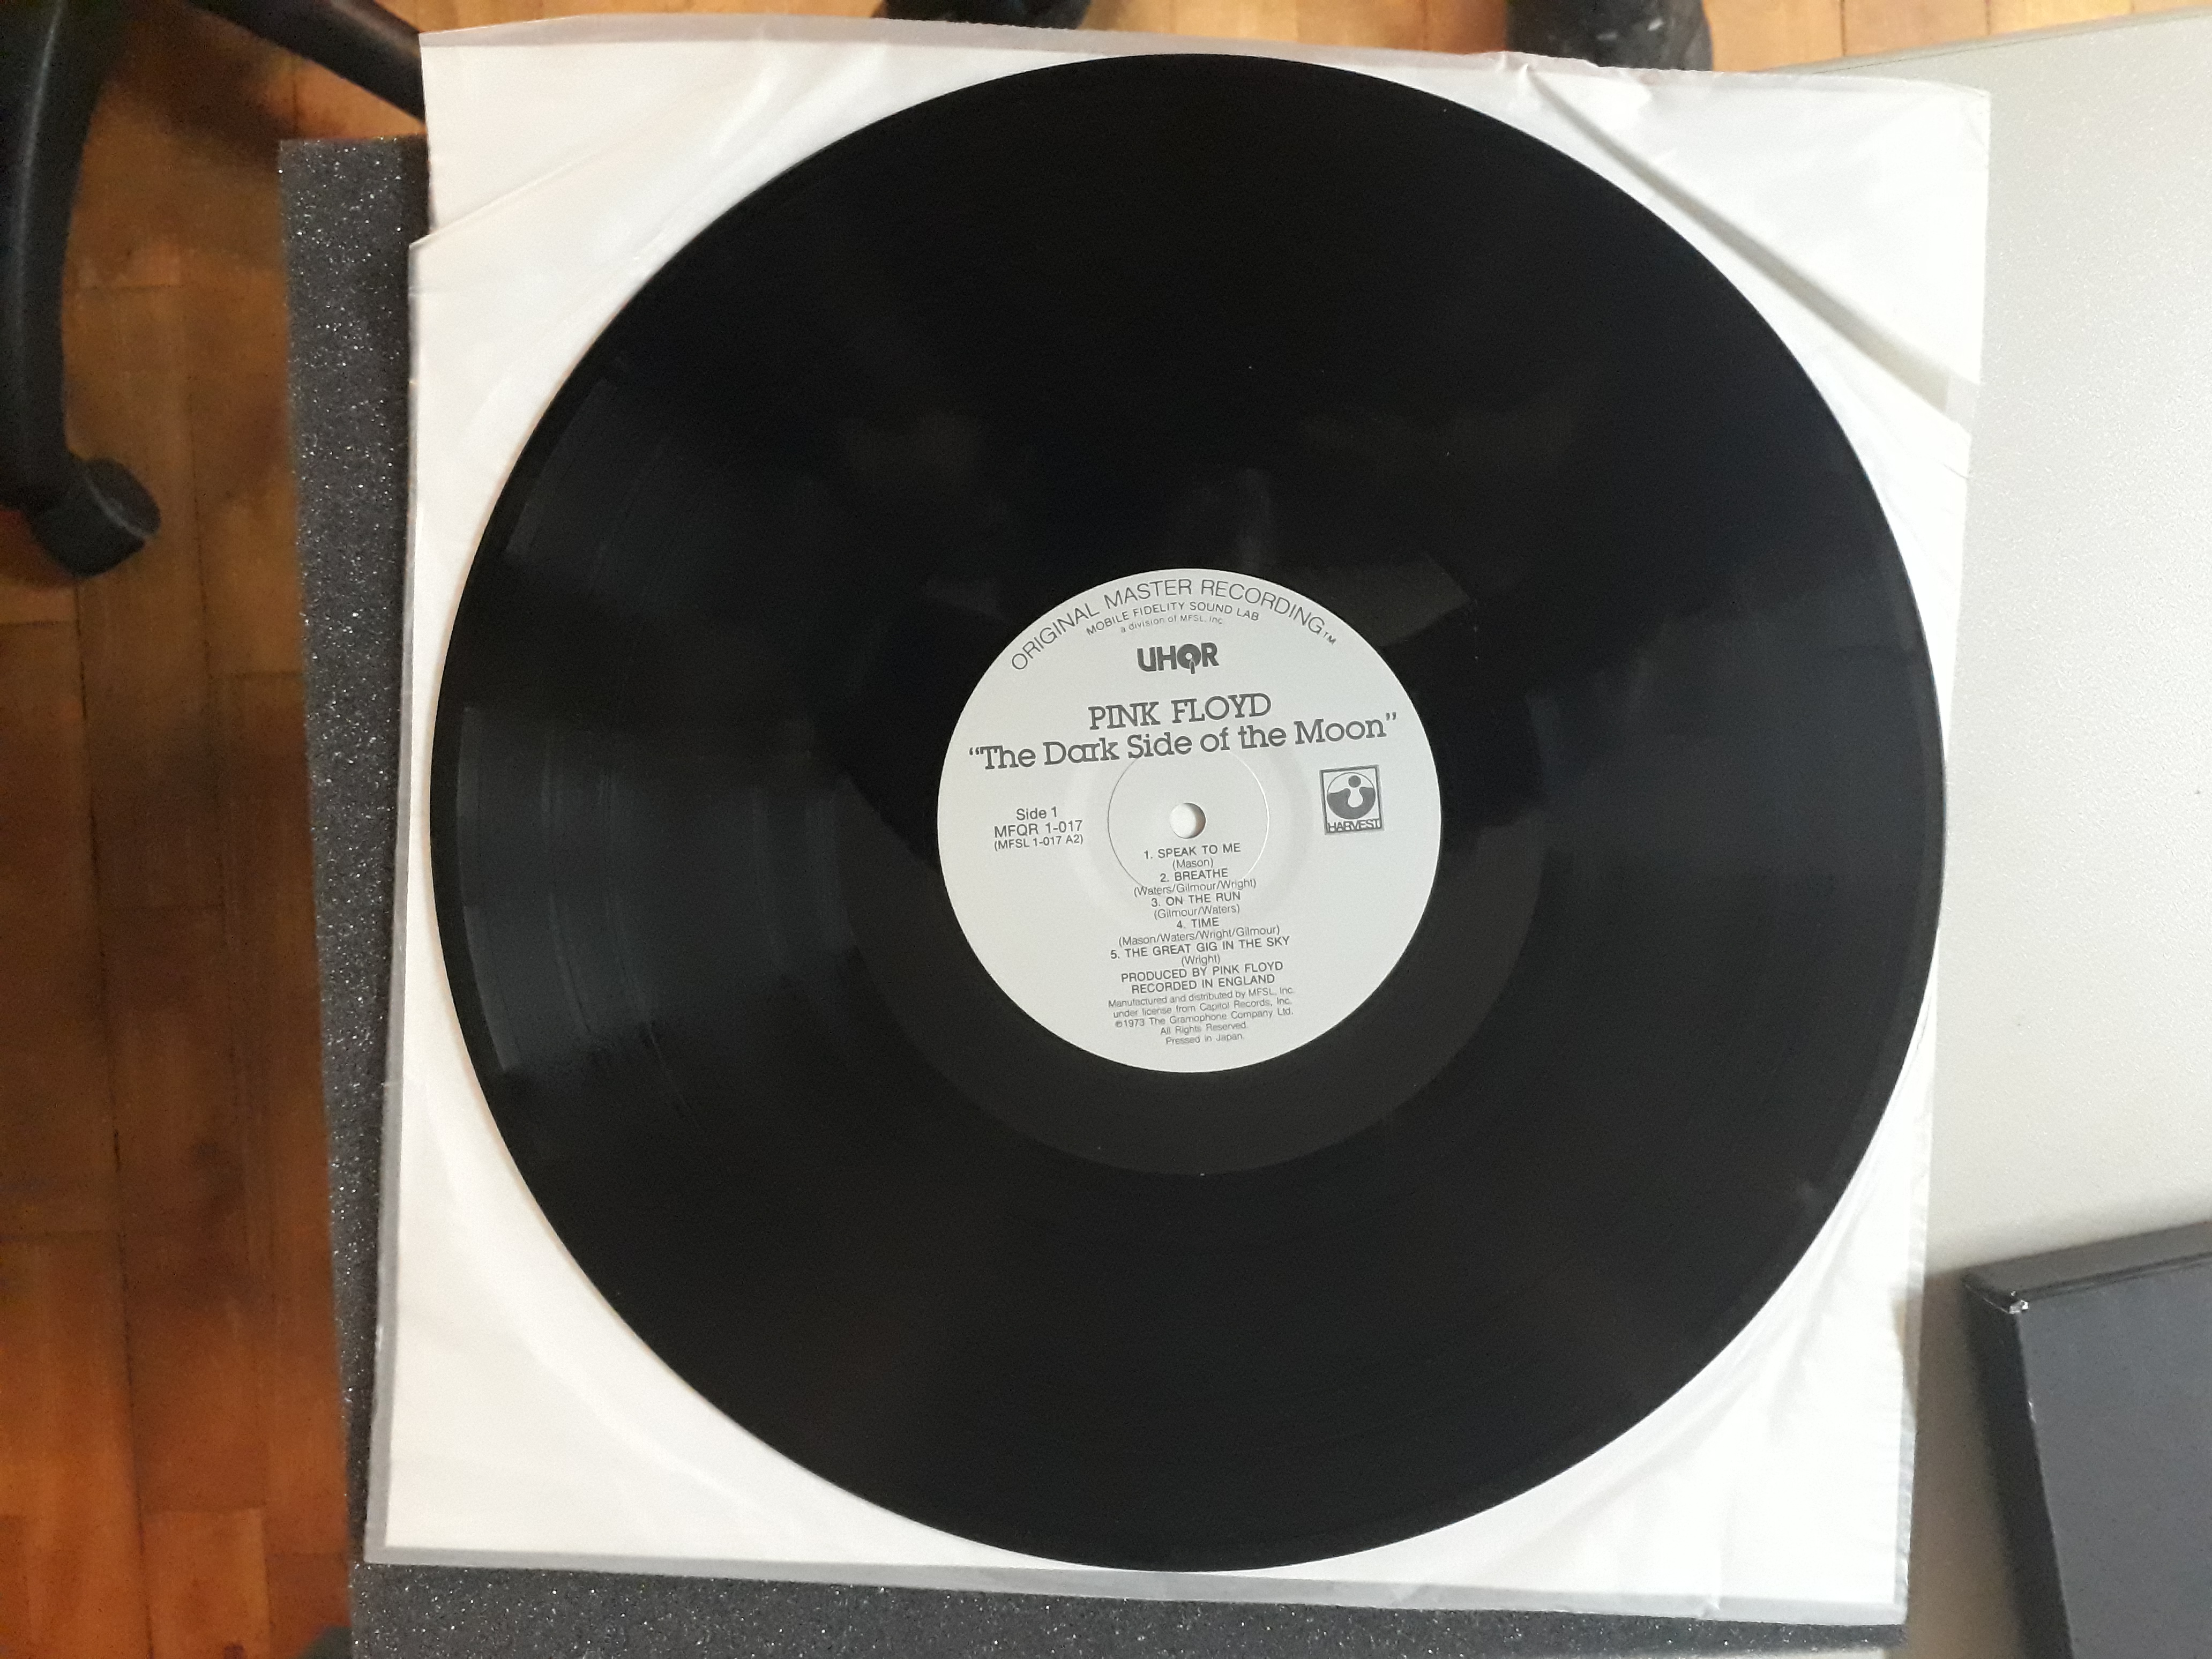 ORIGINAL MASTER RECORDING™
MOBILE FIDELITY SOUND LAB
a division of MFSL, Inc.
UHQR
PINK FLOYD
“The Dark Side of the Moon”
Side 1
MFQR 1-017
(MFSL 1-017 A2)
HARVEST
1. SPEAK TO ME
(Mason)
2. BREATHE
(Waters/Gilmour/Wright)
3. ON THE RUN
(Gilmour/Waters)
4. TIME
(Mason/Waters/Wright/Gilmour)
5. THE GREAT GIG IN THE SKY
(Wright)
PRODUCED BY PINK FLOYD
RECORDED IN ENGLAND
Manufactured and distributed by MFSL, Inc.
under license from Capitol Records, Inc.
℗1973 The Gramophone Company Ltd.
All Rights Reserved.
Pressed in Japan.